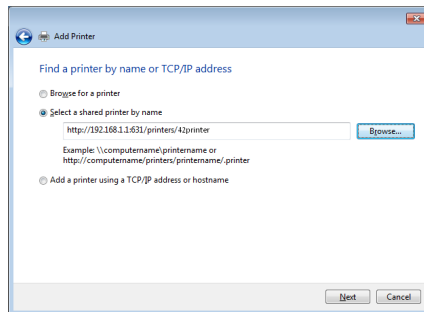 Add Printer
Find a printer by name or TCP/IP address
Browse for a printer
Select a shared printer by name
http://192.168.1.1:631/printers/42printer
Browse...
Example: \\computername\printername or
http://computername/printers/printername/.printer
Add a printer using a TCP/IP address or hostname
Next
Cancel